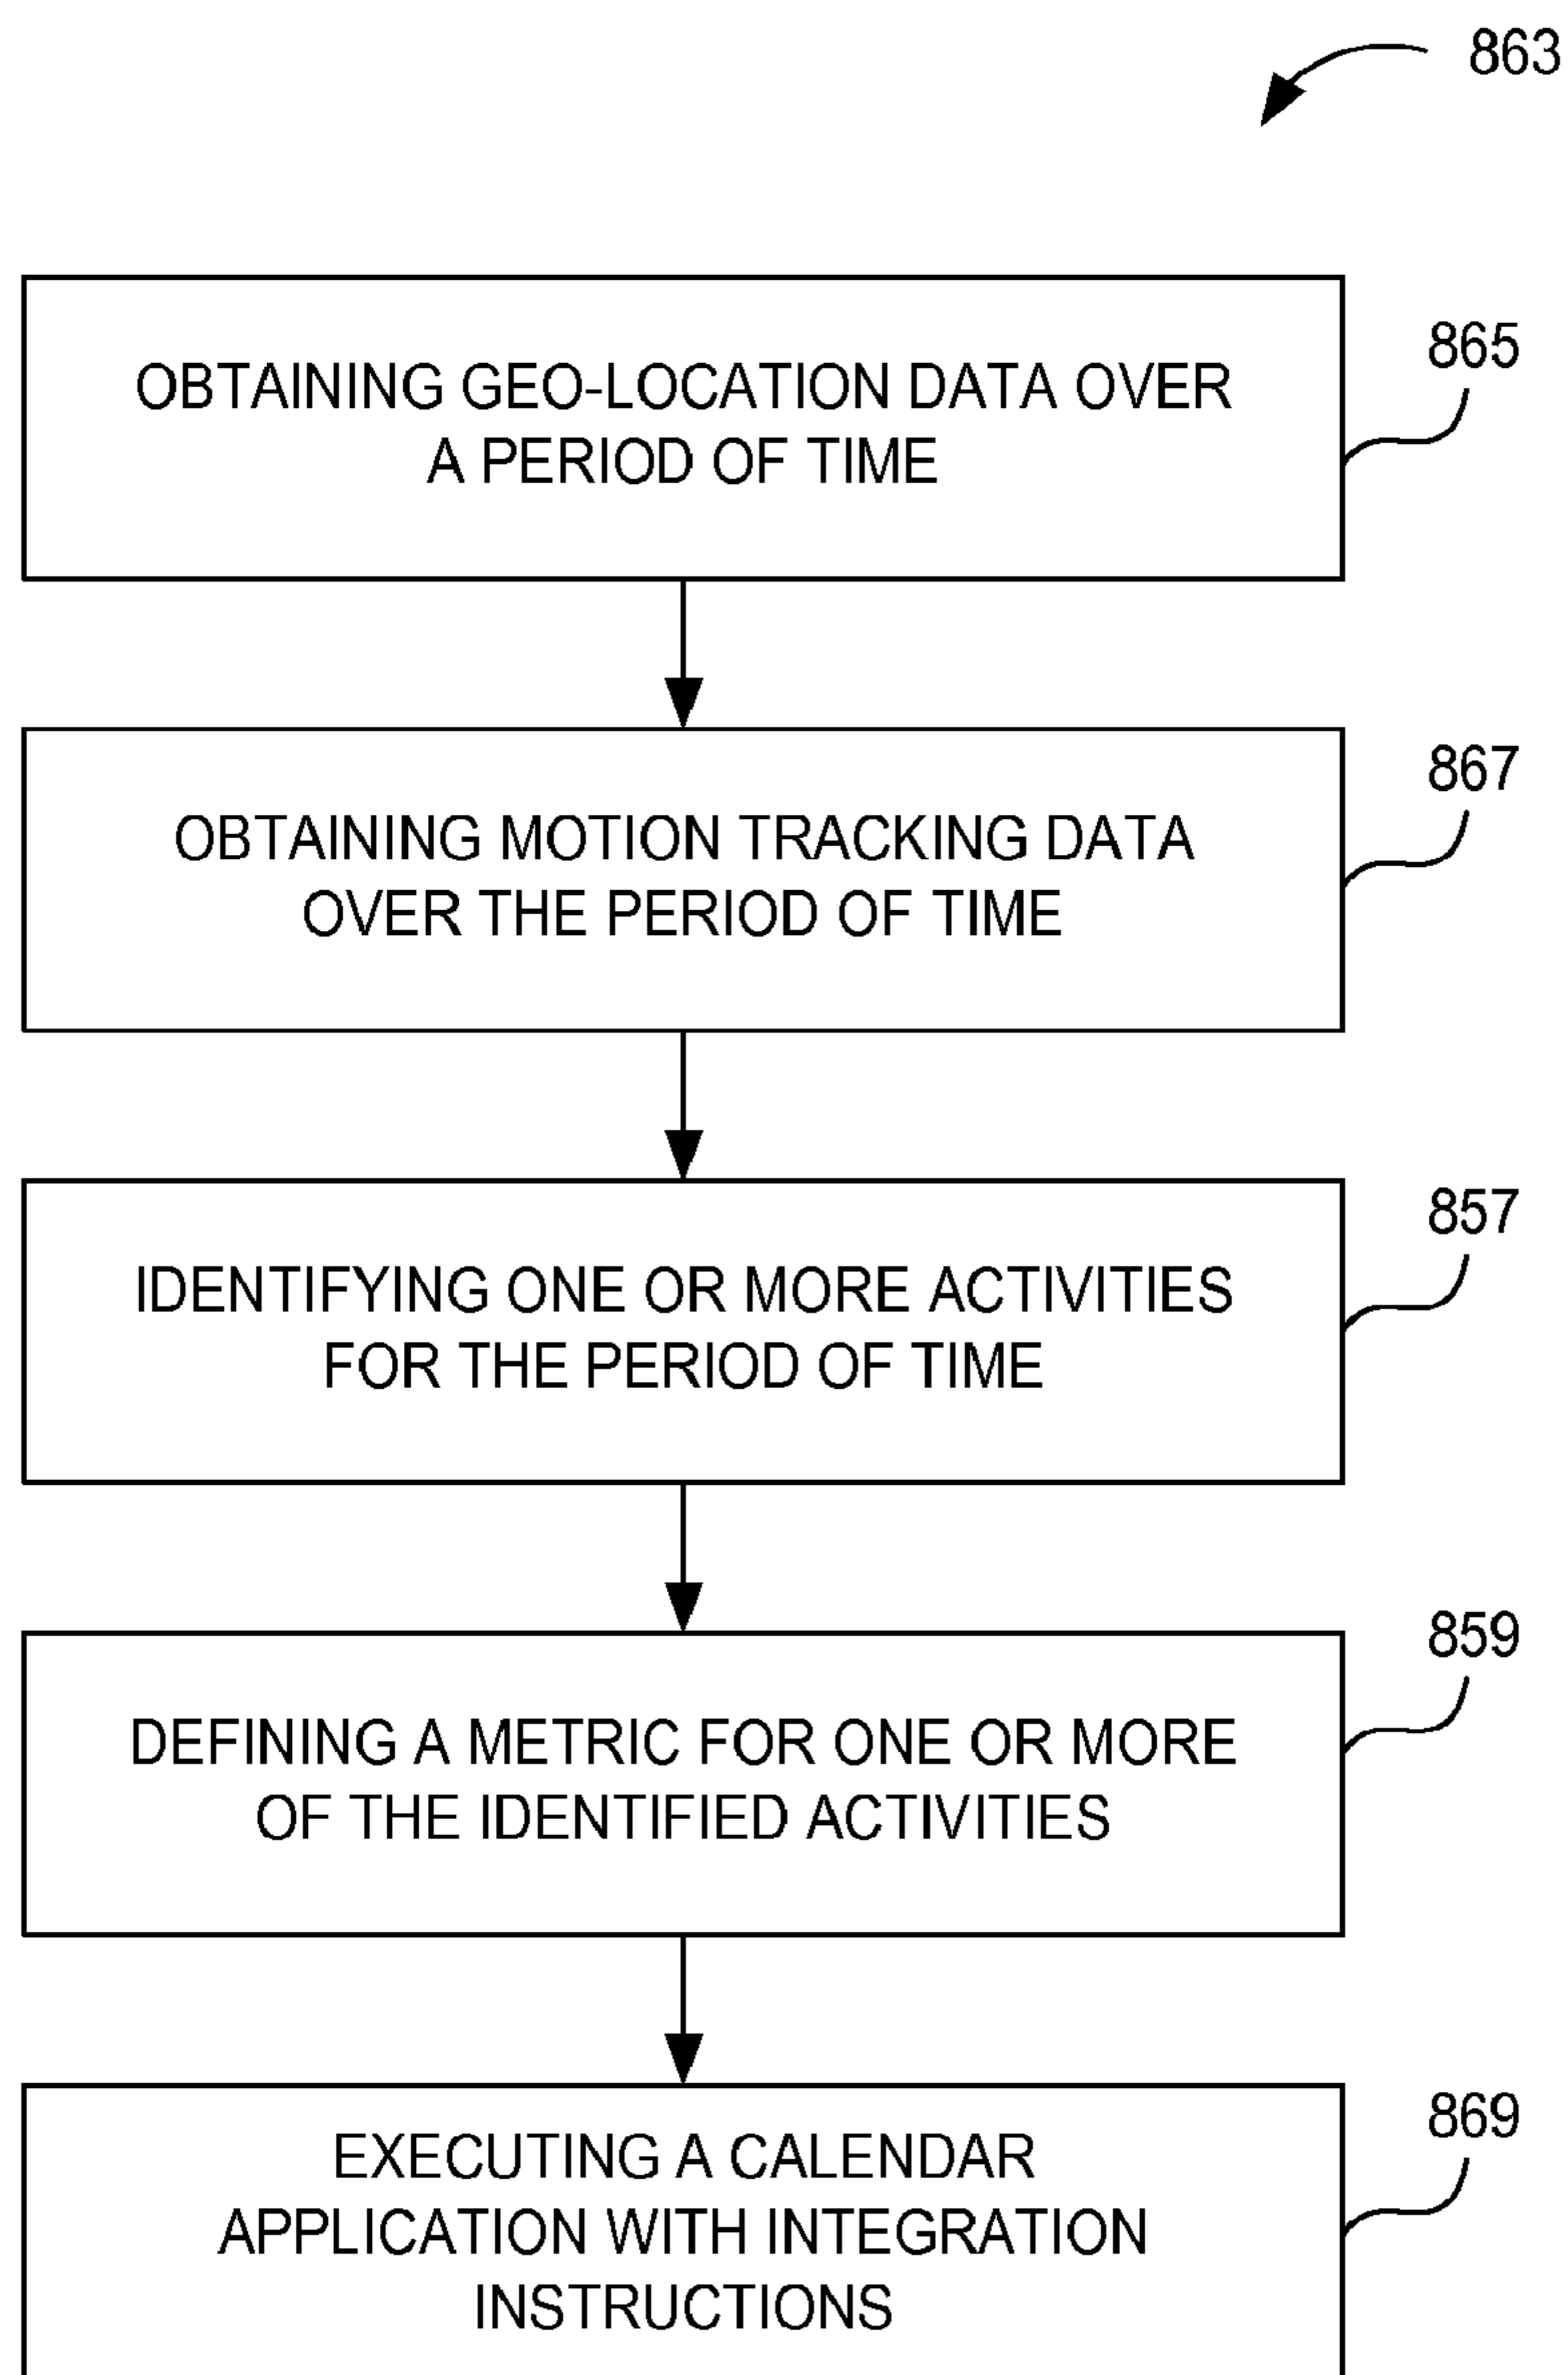 863
OBTAINING GEO-LOCATION DATA OVER
A PERIOD OF TIME
865
OBTAINING MOTION TRACKING DATA
OVER THE PERIOD OF TIME
867
IDENTIFYING ONE OR MORE ACTIVITIES
FOR THE PERIOD OF TIME
857
DEFINING A METRIC FOR ONE OR MORE
OF THE IDENTIFIED ACTIVITIES
859
EXECUTING A CALENDAR
APPLICATION WITH INTEGRATION
INSTRUCTIONS
869